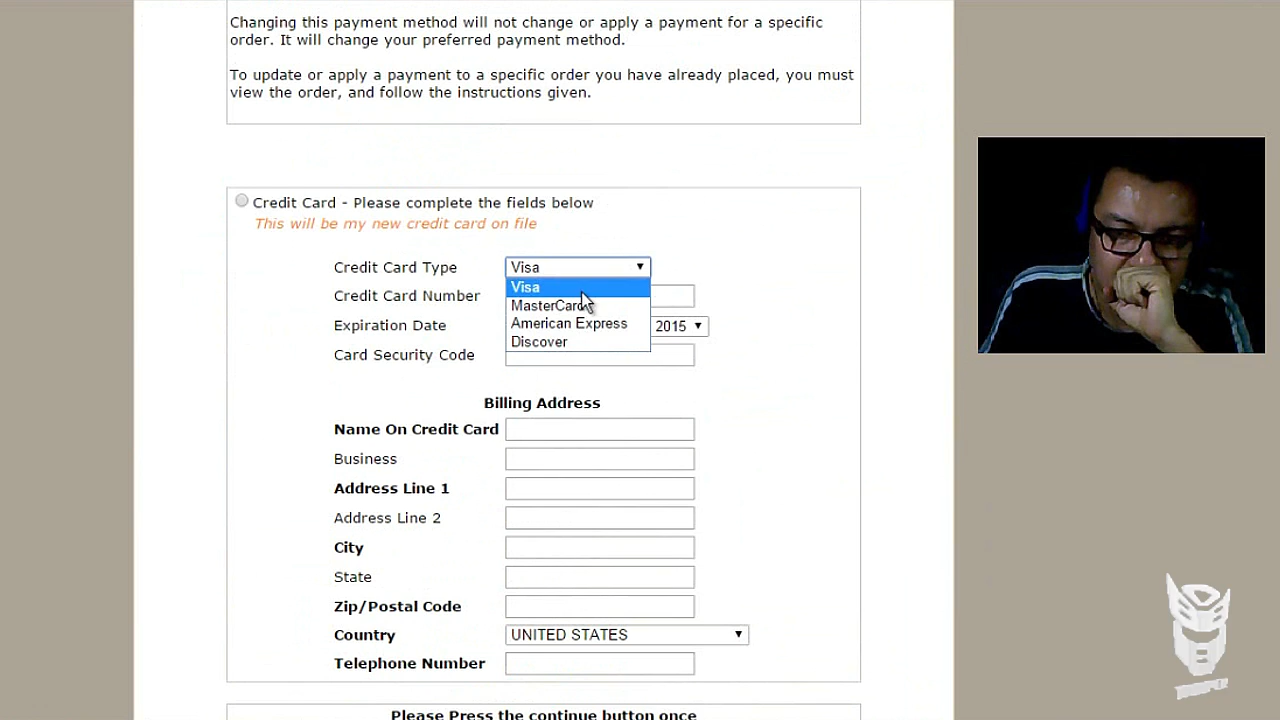 Changing this payment method will not change or apply a payment for a specific
order. It will change your preferred payment method.
To update or apply a payment to a specific order you have already placed, you must
view the order, and follow the instructions given.
Credit Card - Please complete the fields below
This will be my new credit card on file
Credit Card Type Visa
Visa
Credit Card Number
MasterCard
American Express
Expiration Date 2015
Discover
Card Security Code
Billing Address
Name On Credit Card
Business
Address Line 1
Address Line 2
City
State
Zip/Postal Code
Country UNITED STATES
Telephone Number
Please Press the continue button once